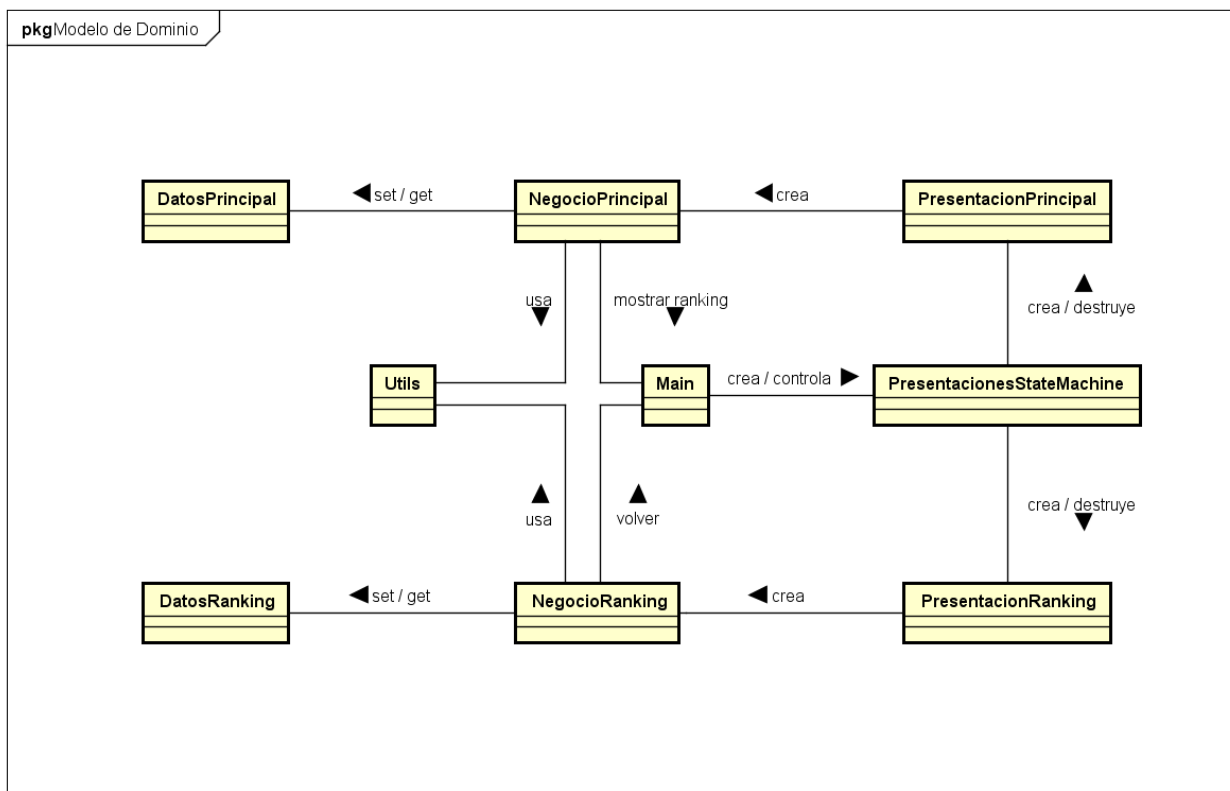 pkgModelo de Dominio
DatosPrincipal
set / get
NegocioPrincipal
crea
PresentacionPrincipal
usa
mostrar ranking
crea / destruye
Utils
Main
crea / controla
PresentacionesStateMachine
usa
volver
crea / destruye
DatosRanking
set / get
NegocioRanking
crea
PresentacionRanking